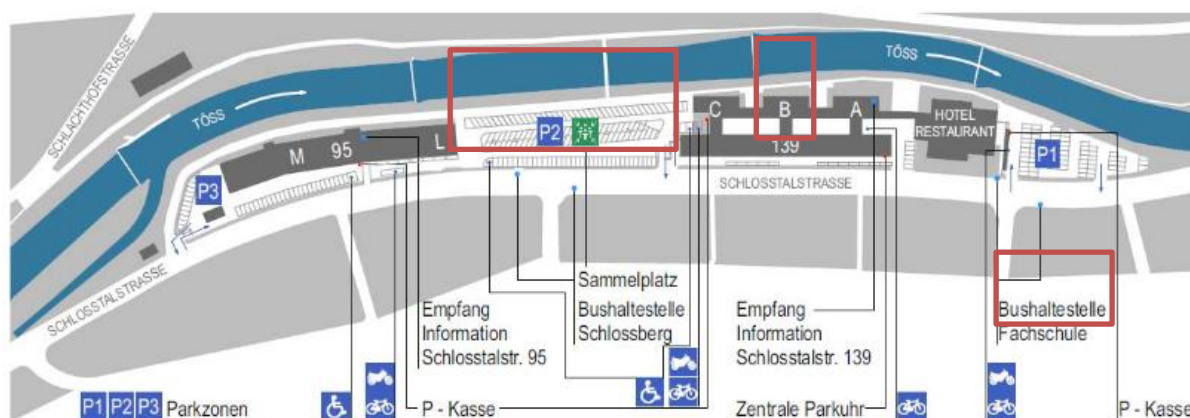 SCHLACHTHOFSTRASSE
TÖSS
TÖSS
P2
C
B
A
HOTEL
RESTAURANT
M 95
L
139
P1
P3
SCHLOSSTALSTRASSE
SCHLOSSTALSTRASSE
Sammelplatz
Bushaltestelle
Schlossberg
Empfang
Information
Schlosstalstr. 95
Empfang
Information
Schlosstalstr. 139
Bushaltestelle
Fachschule
P1 P2 P3 Parkzonen
P - Kasse
Zentrale Parkuhr
P - Kasse